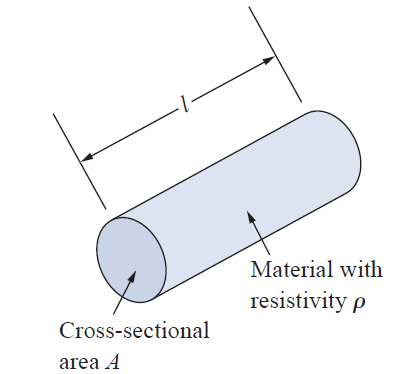 l
Material with
resistivity ρ
Cross-sectional
area A